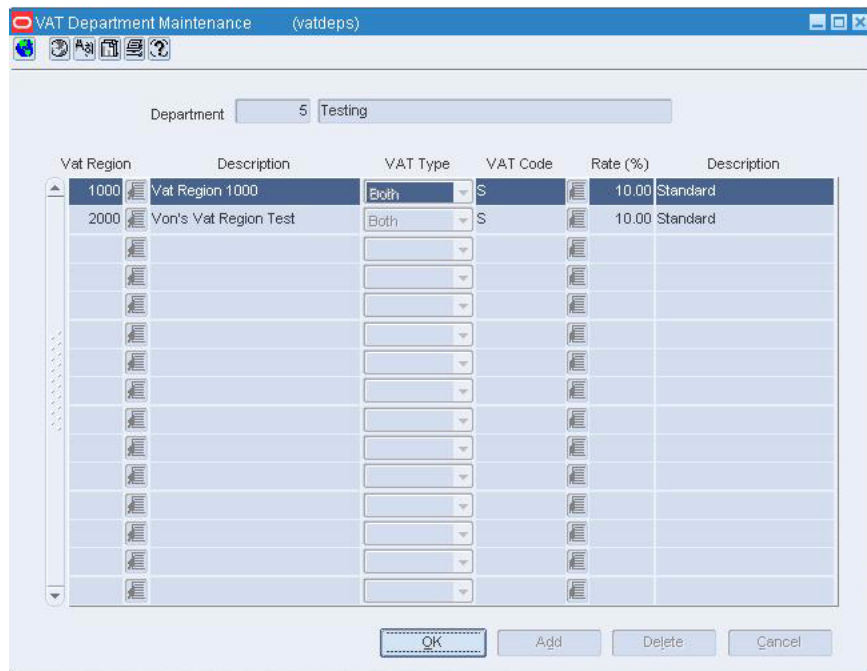 VAT Department Maintenance (vatdeps)
Department 5 Testing
Vat Region Description VAT Type VAT Code Rate (%) Description
1000 Vat Region 1000 Both S 10.00 Standard
2000 Von's Vat Region Test Both S 10.00 Standard
OK Add Delete Cancel